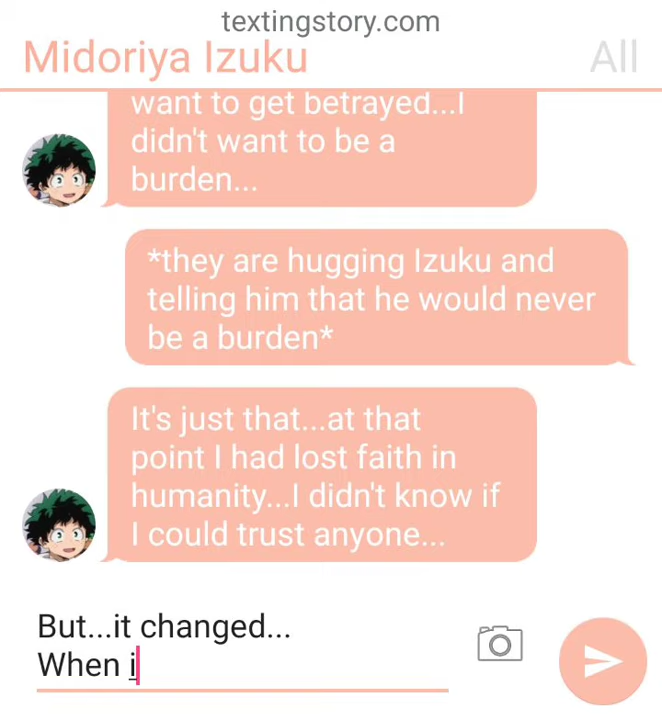 textingstory.com
Midoriya Izuku
All
want to get betrayed...I
didn't want to be a
burden...
*they are hugging Izuku and
telling him that he would never
be a burden*
It's just that...at that
point I had lost faith in
humanity...I didn't know if
I could trust anyone...
But...it changed...
When i